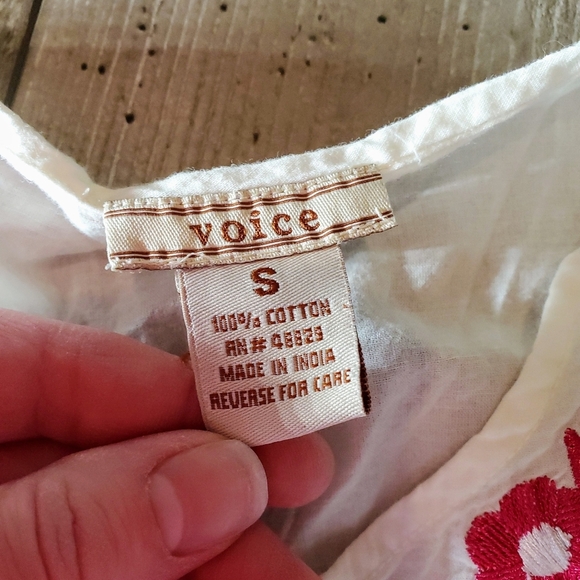 voice
S
100% COTTON
RN# 48829
MADE IN INDIA
REVERSE FOR CARE